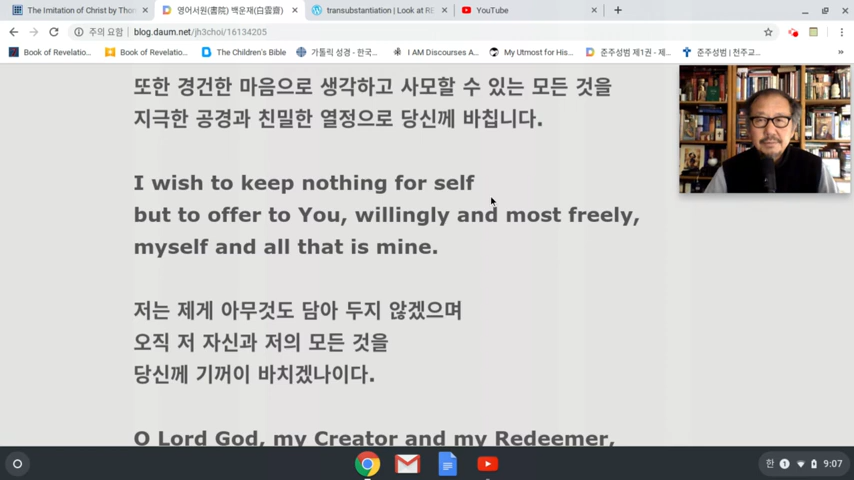 The Imitation of Christ by Tho
영어서원(書院) 백운재(白雲齋)
transubstantiation | Look at RE
YouTube
주의 요함 | blog.daum.net/jh3choi/16134205
Book of Revelatio...
Book of Revelatio...
The Children's Bible
가톨릭 성경 - 한국...
I AM Discourses A...
My Utmost for His...
준주성범 제1권 - 제...
준주성범 | 천주교...
»
또한 경건한 마음으로 생각하고 사모할 수 있는 모든 것을
지극한 공경과 친밀한 열정으로 당신께 바칩니다.
I wish to keep nothing for self
but to offer to You, willingly and most freely,
myself and all that is mine.
저는 제게 아무것도 담아 두지 않겠으며
오직 저 자신과 저의 모든 것을
당신께 기꺼이 바치겠나이다.
O Lord God, my Creator and my Redeemer,
한 1 9:07